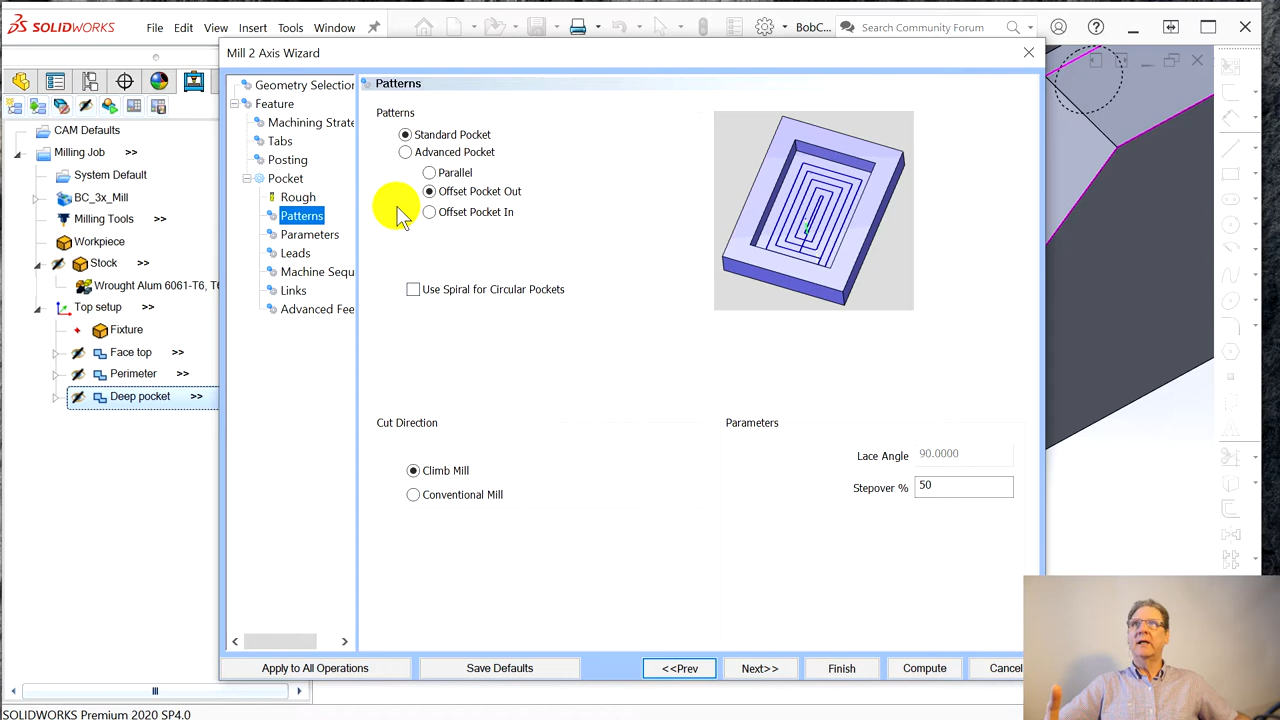 SOLIDWORKS File Edit View Insert Tools Window BobC... Search Community Forum
Mill 2 Axis Wizard
CAM Defaults
Milling Job >>
System Default
BC_3x_Mill
Milling Tools >>
Workpiece
Stock >>
Wrought Alum 6061-T6, T6
Top setup >>
Fixture
Face top >>
Perimeter >>
Deep pocket >>
Geometry Selection
Feature
Machining Strate
Tabs
Posting
Pocket
Rough
Patterns
Parameters
Leads
Machine Sequ
Links
Advanced Fee
Patterns
Patterns
Standard Pocket
Advanced Pocket
Parallel
Offset Pocket Out
Offset Pocket In
Use Spiral for Circular Pockets
Cut Direction
Climb Mill
Conventional Mill
Parameters
Lace Angle 90.0000
Stepover % 50
Apply to All Operations Save Defaults <<Prev Next>> Finish Compute Cancel
SOLIDWORKS Premium 2020 SP4.0